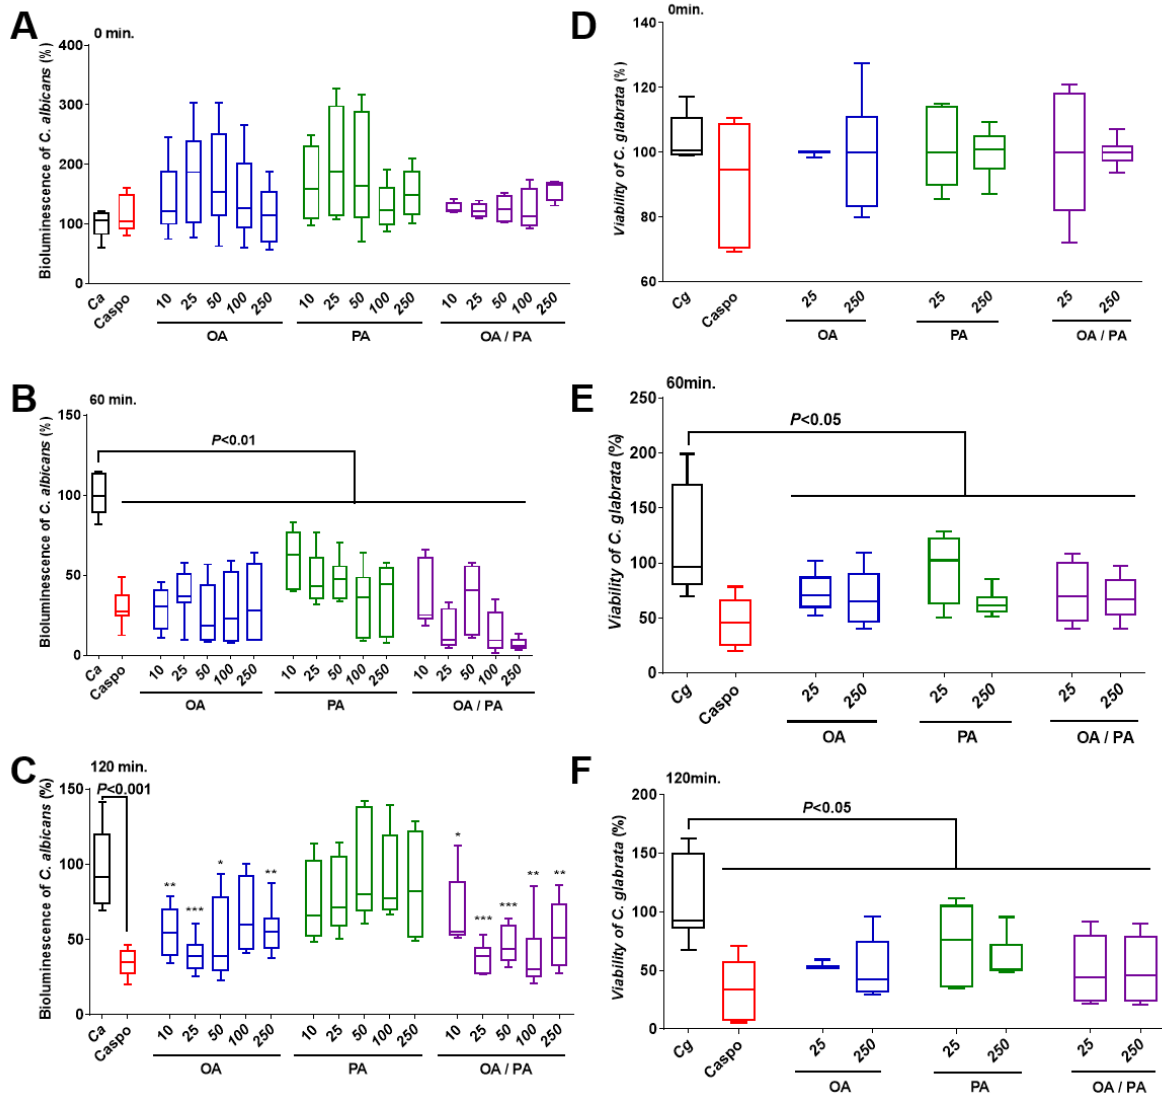 A
0 min.
Bioluminescence of C. albicans (%)
400
300
200
100
0
Ca
Caspo
10
25
50
100
250
10
25
50
100
250
10
25
50
100
250
OA
PA
OA / PA
B
60 min.
Bioluminescence of C. albicans (%)
150
100
50
0
P<0.01
Ca
Caspo
10
25
50
100
250
10
25
50
100
250
10
25
50
100
250
OA
PA
OA / PA
C
120 min.
Bioluminescence of C. albicans (%)
150
100
50
0
P<0.001
**
***
*
**
*
***
***
**
**
Ca
Caspo
10
25
50
100
250
10
25
50
100
250
10
25
50
100
250
OA
PA
OA / PA
D
0min.
Viability of C. glabrata (%)
140
120
100
80
60
Cg
Caspo
25
250
25
250
25
250
OA
PA
OA / PA
E
60min.
Viability of C. glabrata (%)
250
200
150
100
50
0
P<0.05
Cg
Caspo
25
250
25
250
25
250
OA
PA
OA / PA
F
120min.
Viability of C. glabrata (%)
200
150
100
50
0
P<0.05
Cg
Caspo
25
250
25
250
25
250
OA
PA
OA / PA